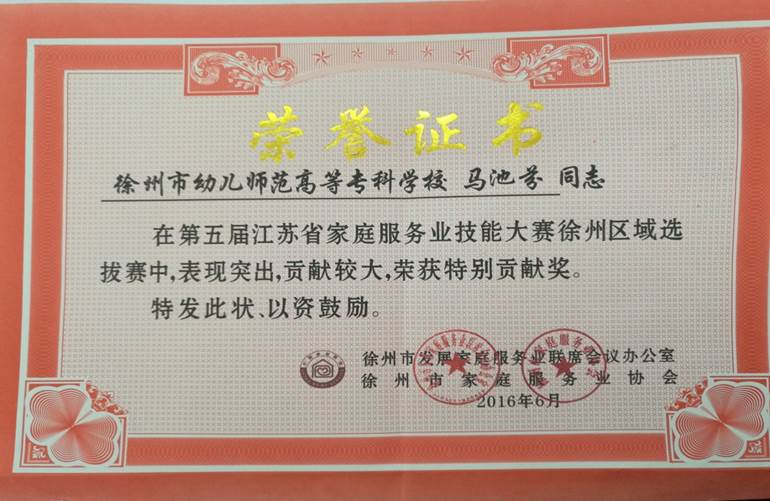 荣誉证书
徐州市幼儿师范高等专科学校 马池芬 同志
在第五届江苏省家庭服务业技能大赛徐州区域选
拔赛中,表现突出,贡献较大,荣获特别贡献奖。
特发此状、以资鼓励。
徐州市发展家庭服务业联席会议办公室
徐州市家庭服务业协会
2016年6月